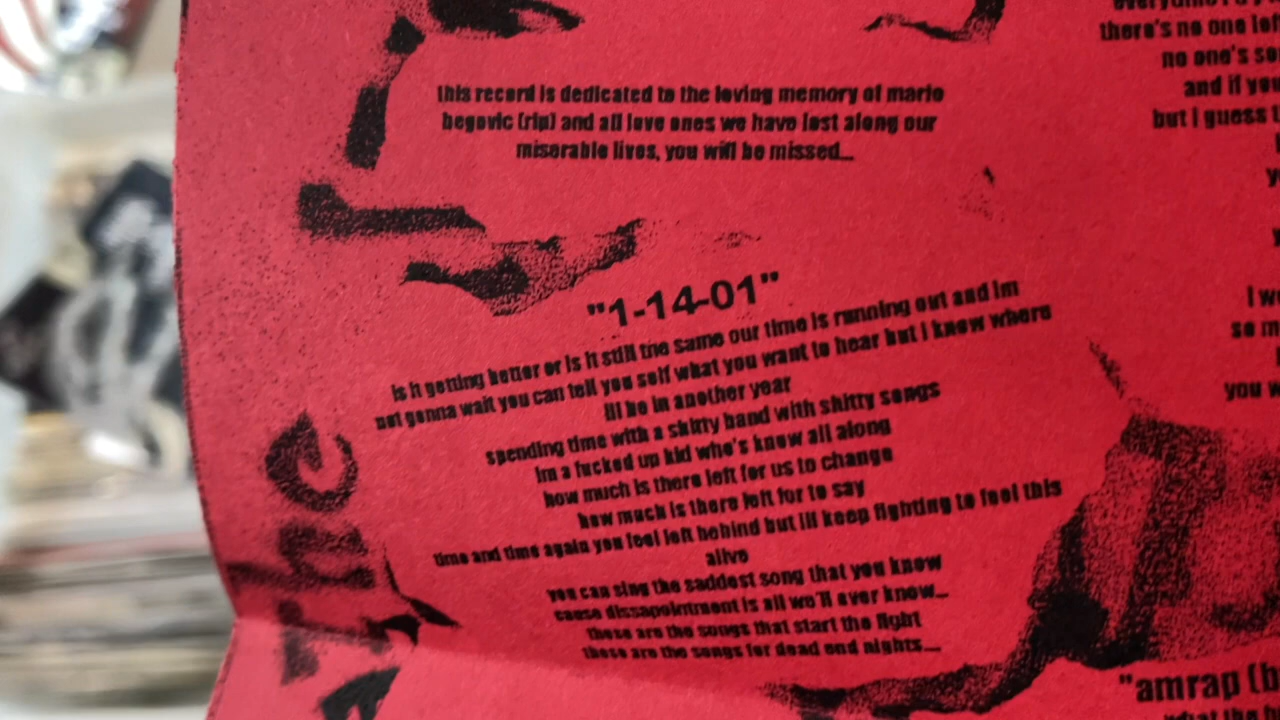 this record is dedicated to the loving memory of mario
begovic (rip) and all love ones we have lost along our
miserable lives, you will be missed...
"1-14-01"
is it getting better or is it still the same our time is running out and im
not gonna wait you can tell you self what you want to hear but i know where
ill be in another year
spending time with a shitty band with shitty songs
im a fucked up kid who's know all along
how much is there left for us to change
how much is there left for to say
time and time again you feel left behind but ill keep fighting to feel this
alive
you can sing the saddest song that you know
cause dissapointment is all we'll ever know...
these are the songs that start the fight
these are the songs for dead end nights...
The
there's no one
no one's
and if you
but I guess
I
you
"amrap (b